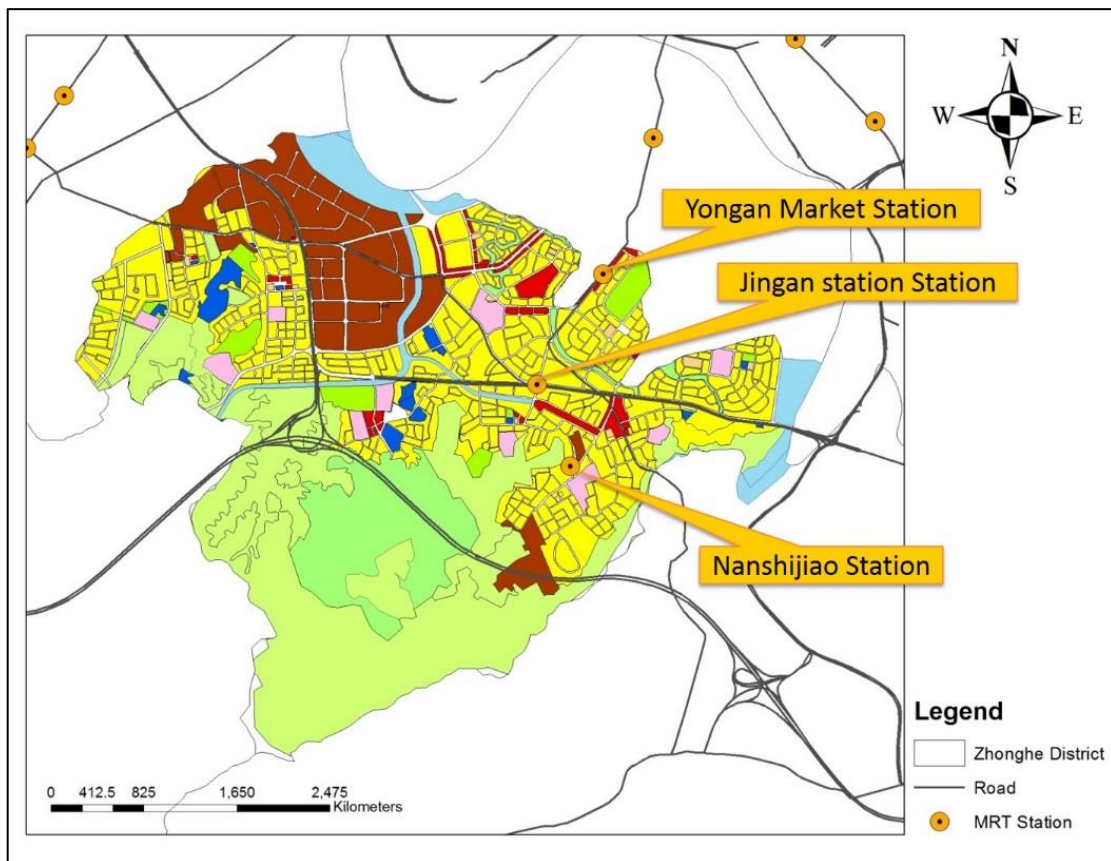 N
W E
S
Yongan Market Station
Jingan station Station
Nanshijiao Station
Legend
Zhonghe District
Road
MRT Station
0 412.5 825 1,650 2,475
Kilometers